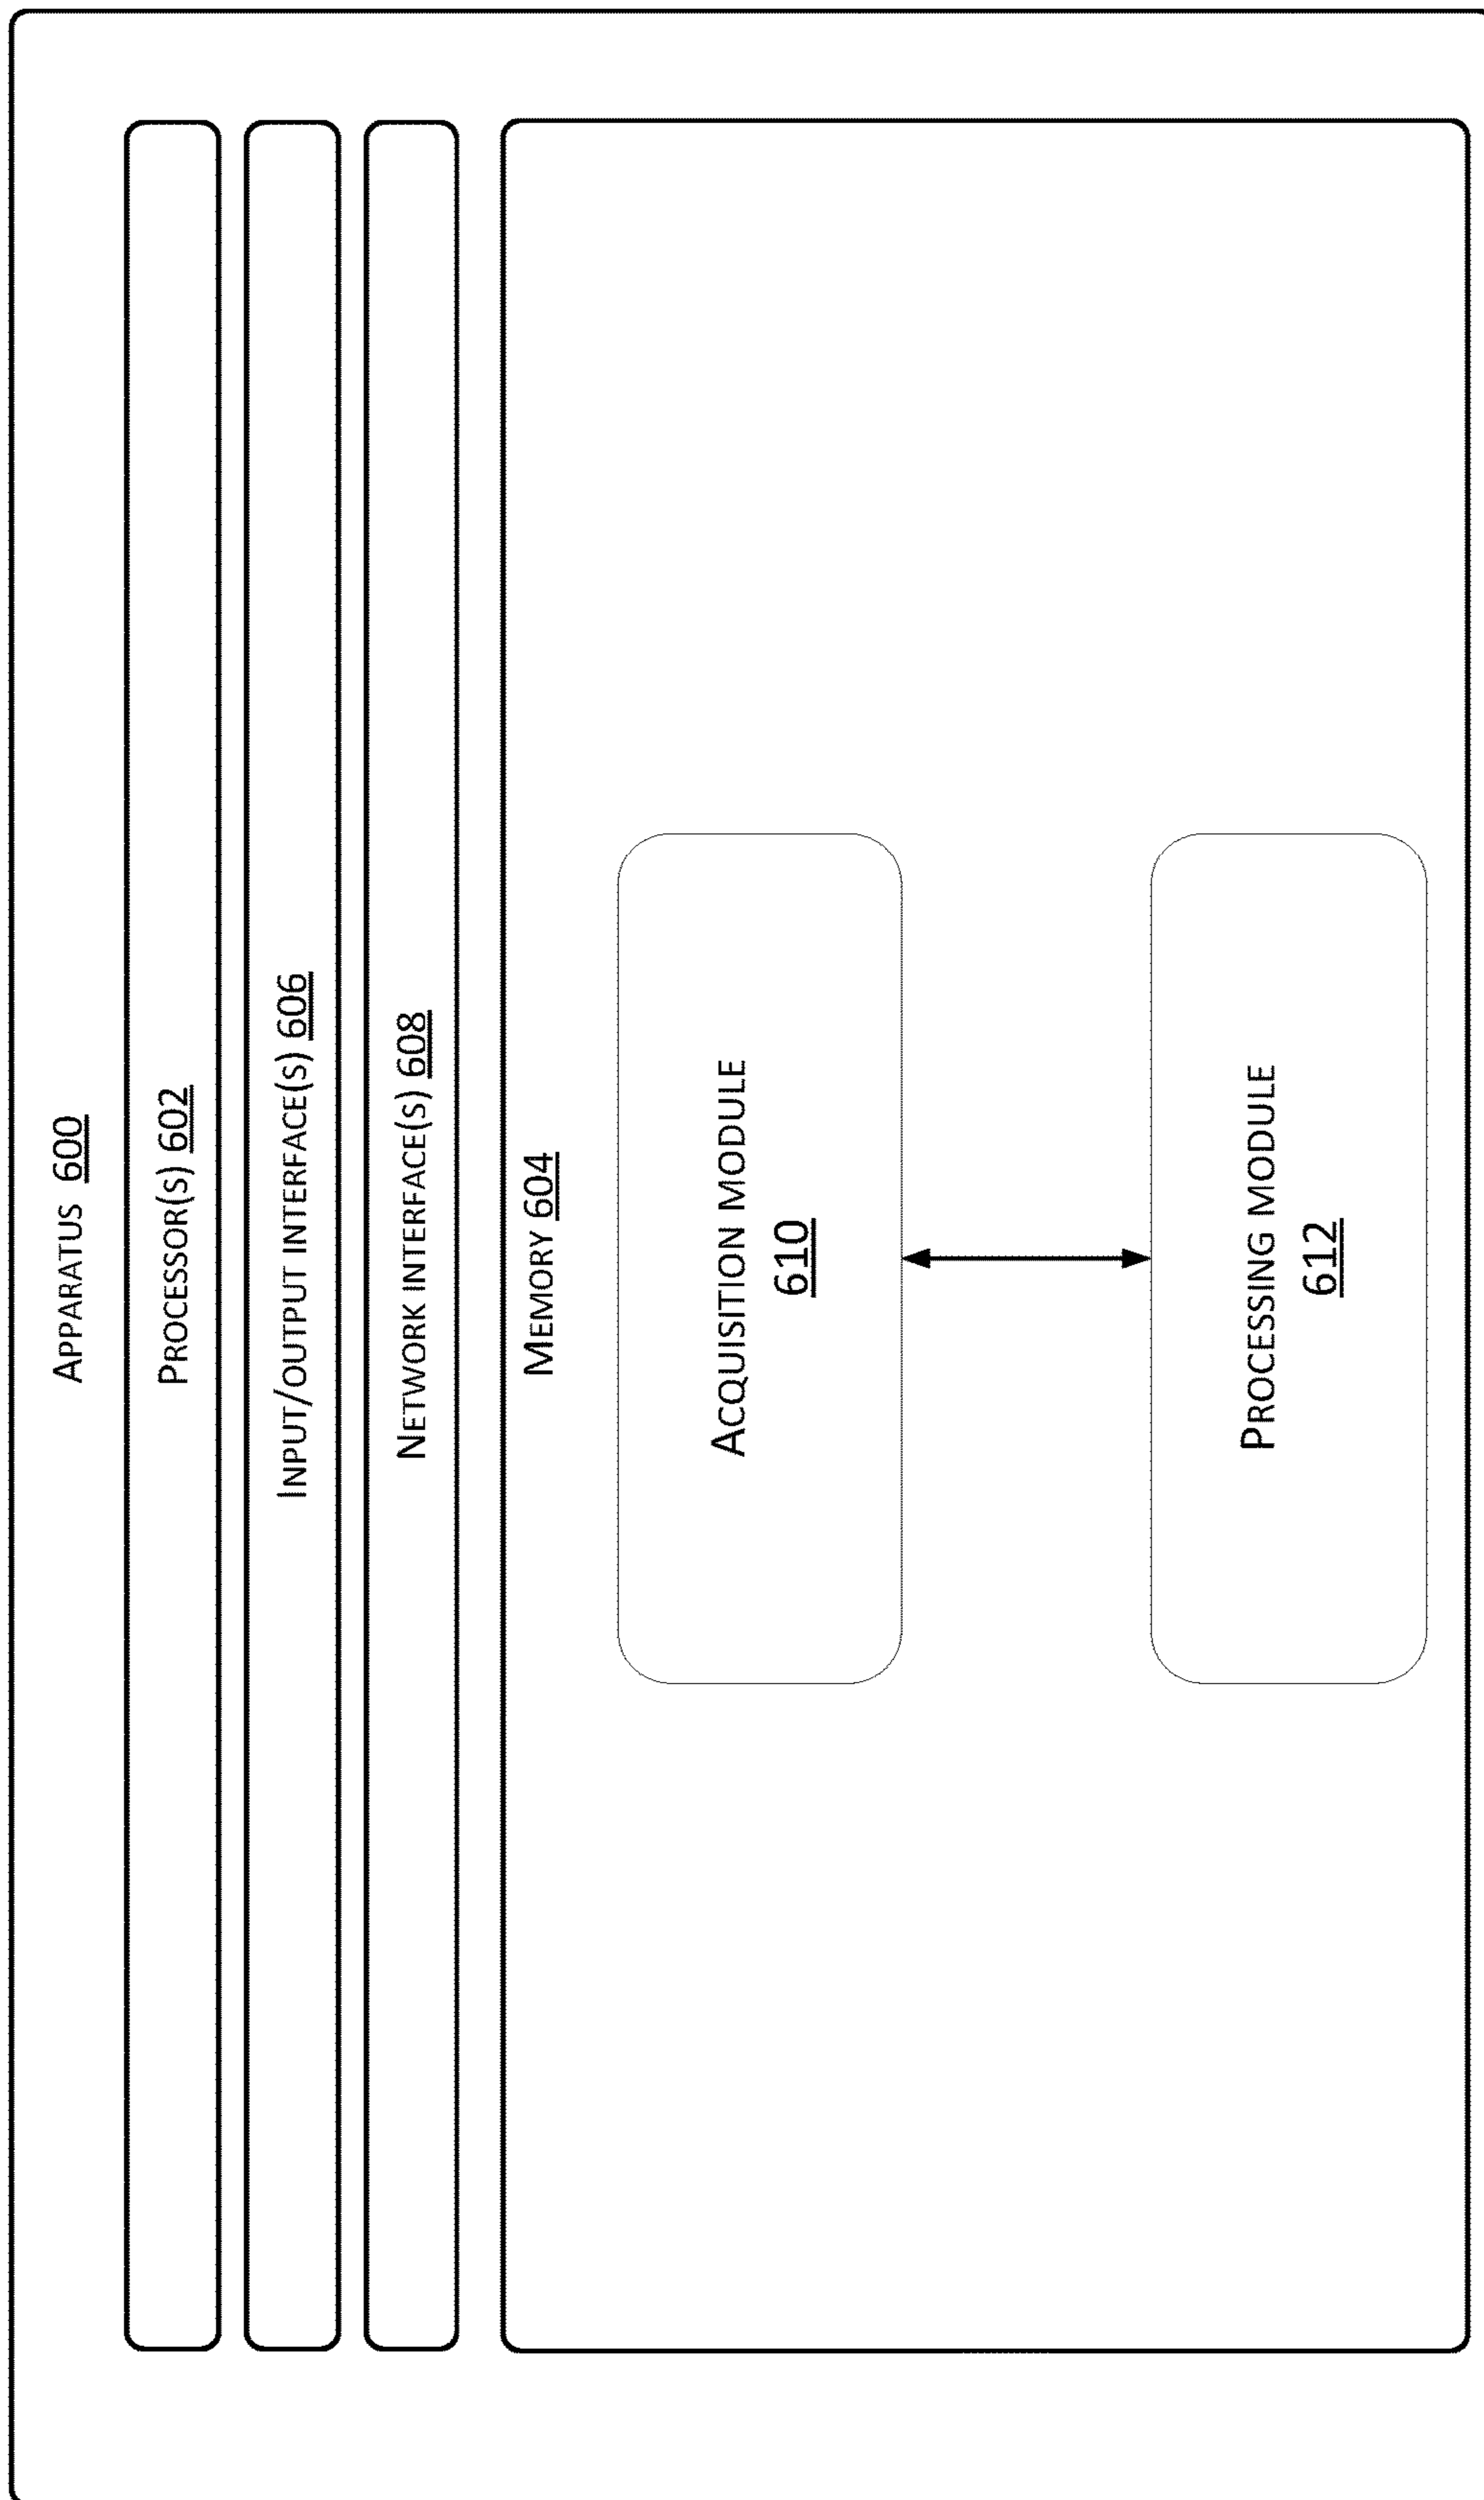 APPARATUS 600
PROCESSOR(S) 602
INPUT/OUTPUT INTERFACE(S) 606
NETWORK INTERFACE(S) 608
MEMORY 604
ACQUISITION MODULE
610
PROCESSING MODULE
612